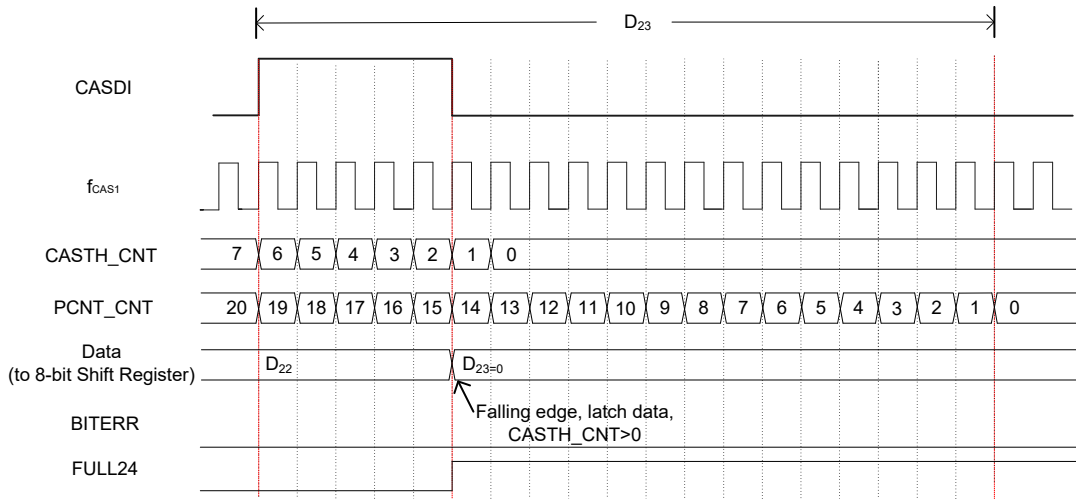 D23
CASDI
fCAS1
CASTH_CNT 7 6 5 4 3 2 1 0
PCNT_CNT 20 19 18 17 16 15 14 13 12 11 10 9 8 7 6 5 4 3 2 1 0
Data
(to 8-bit Shift Register)
D22 D23=0
Falling edge, latch data,
CASTH_CNT>0
BITERR
FULL24